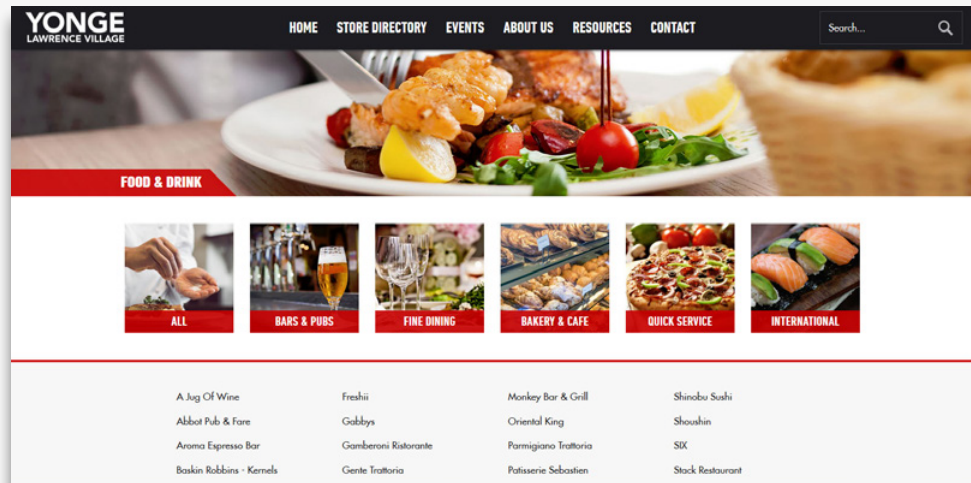 YONGE
LAWRENCE VILLAGE
HOME STORE DIRECTORY EVENTS ABOUT US RESOURCES CONTACT
Search...
FOOD & DRINK
ALL
BARS & PUBS
FINE DINING
BAKERY & CAFE
QUICK SERVICE
INTERNATIONAL
A Jug Of Wine Freshii Monkey Bar & Grill Shinobu Sushi
Abbot Pub & Fare Gabbys Oriental King Shoushin
Aroma Espresso Bar Gamberoni Ristorante Parmigiano Trattoria SIX
Baskin Robbins - Kernels Gente Trattoria Patisserie Sebastien Stack Restaurant